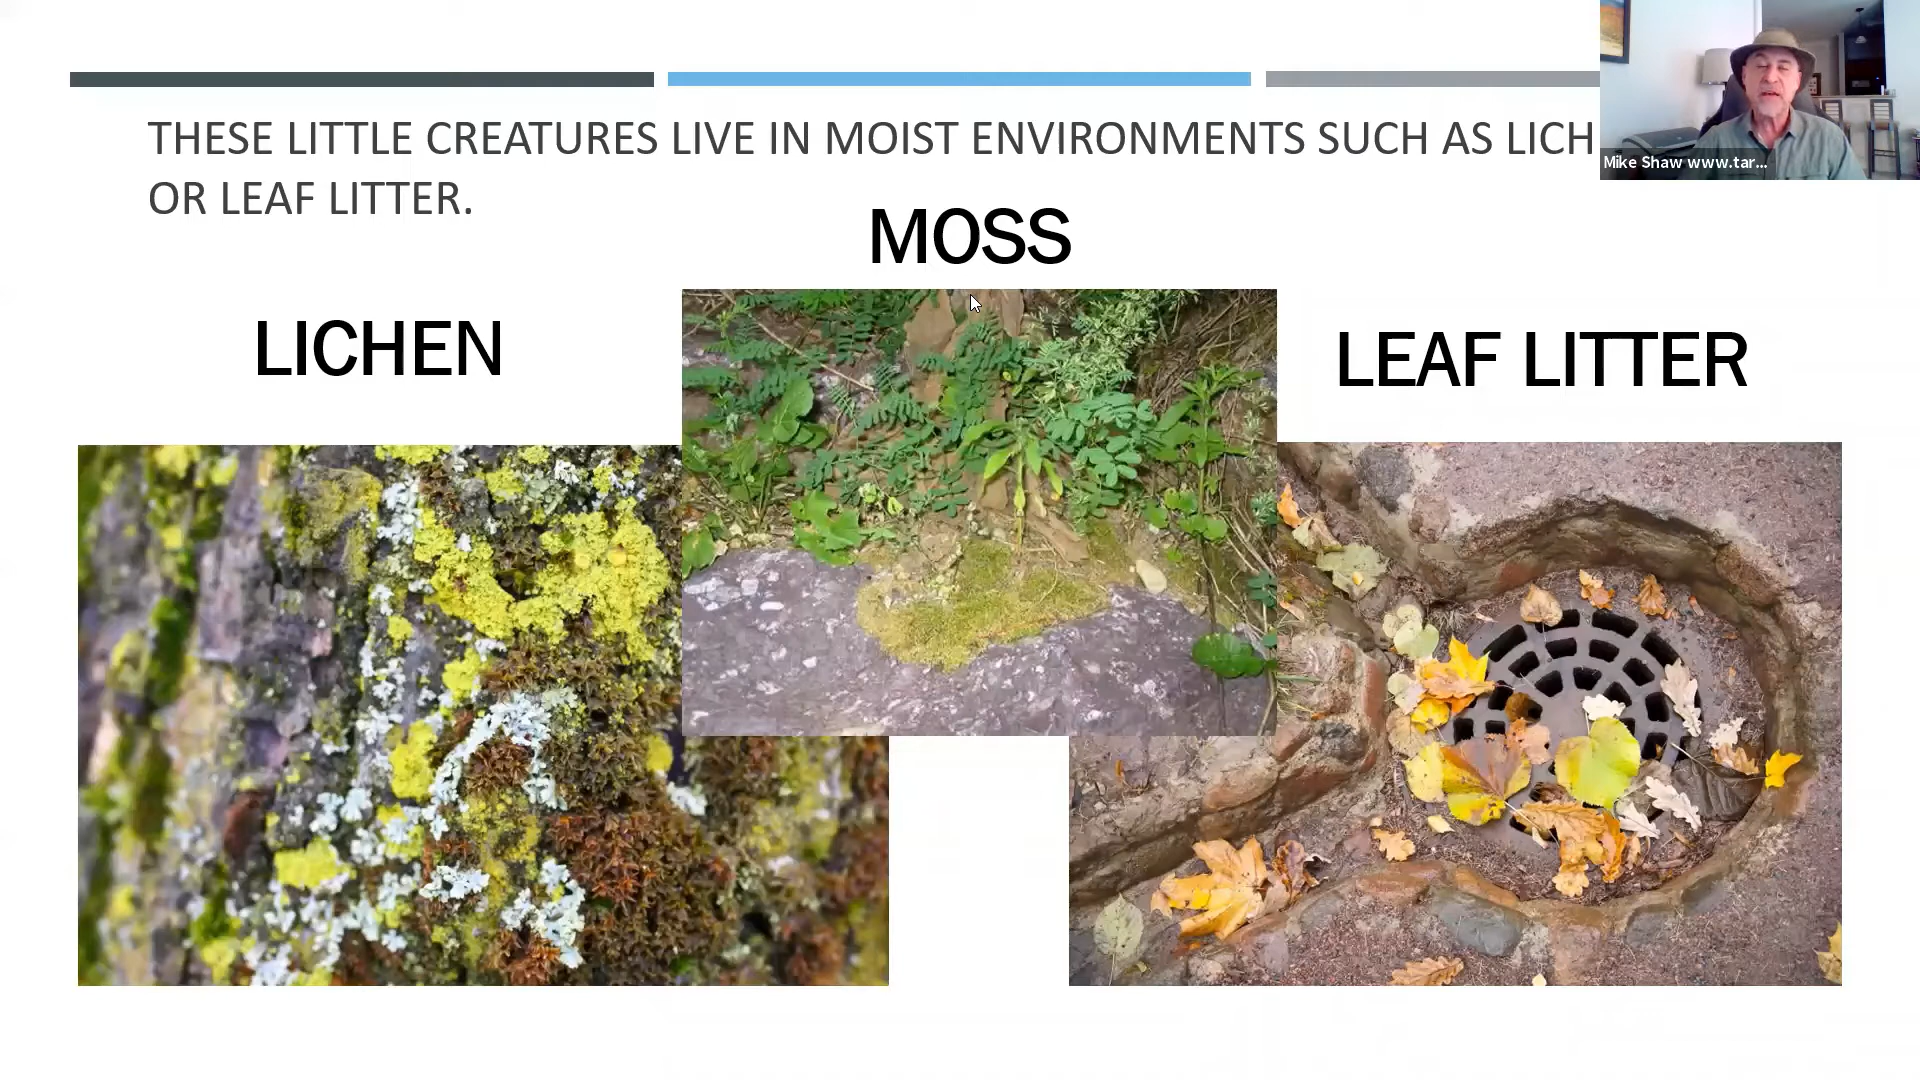 THESE LITTLE CREATURES LIVE IN MOIST ENVIRONMENTS SUCH AS LICH
OR LEAF LITTER.
Mike Shaw www.tar...
MOSS
LICHEN
LEAF LITTER